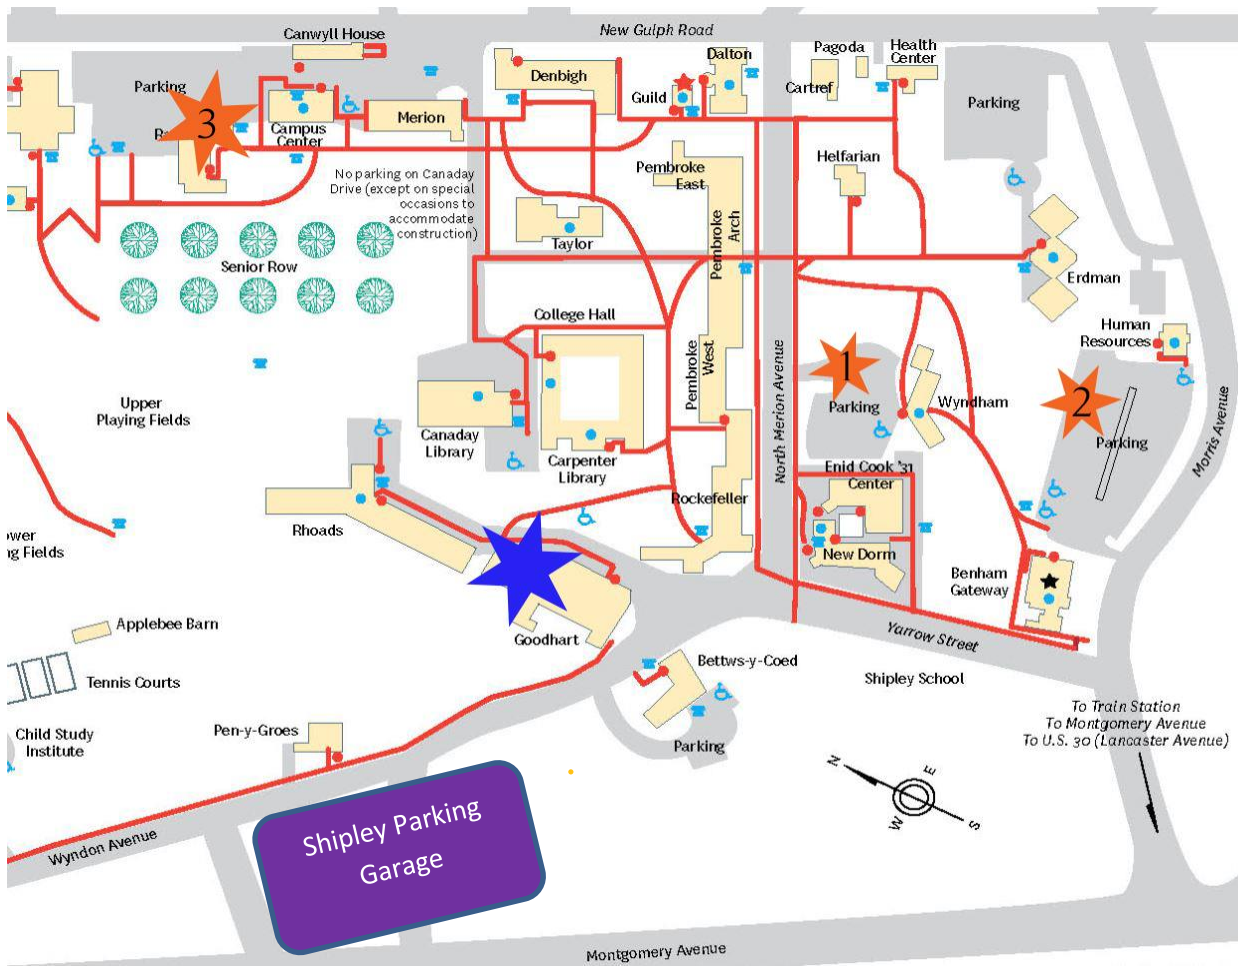 New Gulph Road
Canwyll House
Parking
3
Campus
Center
Merion
Denbigh
Guild
Dalton
Pagoda
Cartref
Health
Center
Parking
Helfarian
Pembroke
East
Pembroke
Arch
No parking on Canaday
Drive (except on special
occasions to
accommodate
construction)
Taylor
Senior Row
Erdman
College Hall
Pembroke
West
North Merion Avenue
Human
Resources
1
Parking
Wyndham
2
Parking
Morris Avenue
Upper
Playing Fields
Canaday
Library
Carpenter
Library
Rockefeller
Enid Cook '31
Center
New Dorm
Rhoads
ower
ng Fields
Goodhart
Benham
Gateway
Yarrow Street
Applebee Barn
Tennis Courts
Bettws-y-Coed
Shipley School
Parking
To Train Station
To Montgomery Avenue
To U.S. 30 (Lancaster Avenue)
Child Study
Institute
Pen-y-Groes
N
E
W
S
Shipley Parking
Garage
Wyndon Avenue
Montgomery Avenue